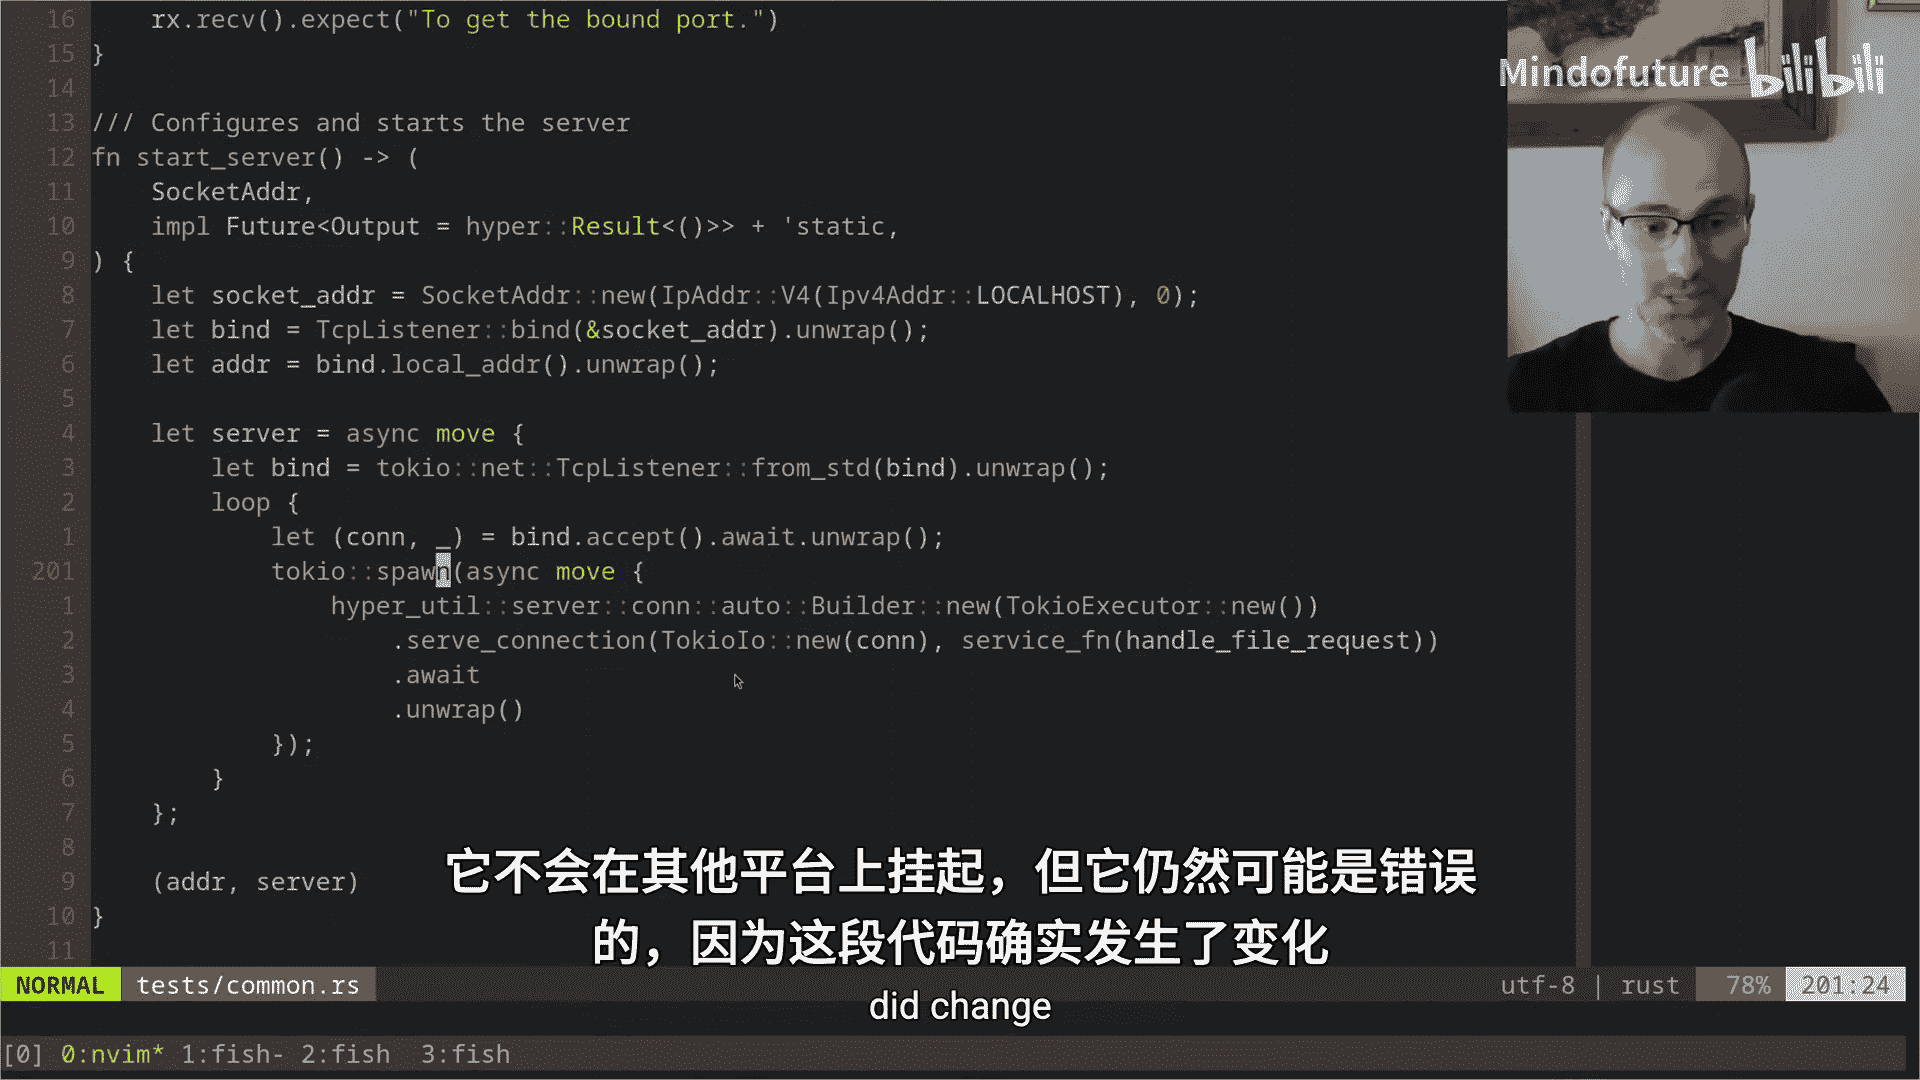 16     rx.recv().expect("To get the bound port.")
15 }
14
13 /// Configures and starts the server
12 fn start_server() -> (
11     SocketAddr,
10     impl Future<Output = hyper::Result<()>> + 'static,
9 ) {
8     let socket_addr = SocketAddr::new(IpAddr::V4(Ipv4Addr::LOCALHOST), 0);
7     let bind = TcpListener::bind(&socket_addr).unwrap();
6     let addr = bind.local_addr().unwrap();
5
4     let server = async move {
3         let bind = tokio::net::TcpListener::from_std(bind).unwrap();
2         loop {
1             let (conn, _) = bind.accept().await.unwrap();
201             tokio::spawn(async move {
1                 hyper_util::server::conn::auto::Builder::new(TokioExecutor::new())
2                     .serve_connection(TokioIo::new(conn), service_fn(handle_file_request))
3                     .await
4                     .unwrap()
5             });
6         }
7     };
8
9     (addr, server)
10 }
11
Mindofuture bilibili
它不会在其他平台上挂起，但它仍然可能是错误
的，因为这段代码确实发生了变化
NORMAL tests/common.rs utf-8 | rust 78% 201:24
did change
[0] 0:nvim* 1:fish- 2:fish 3:fish